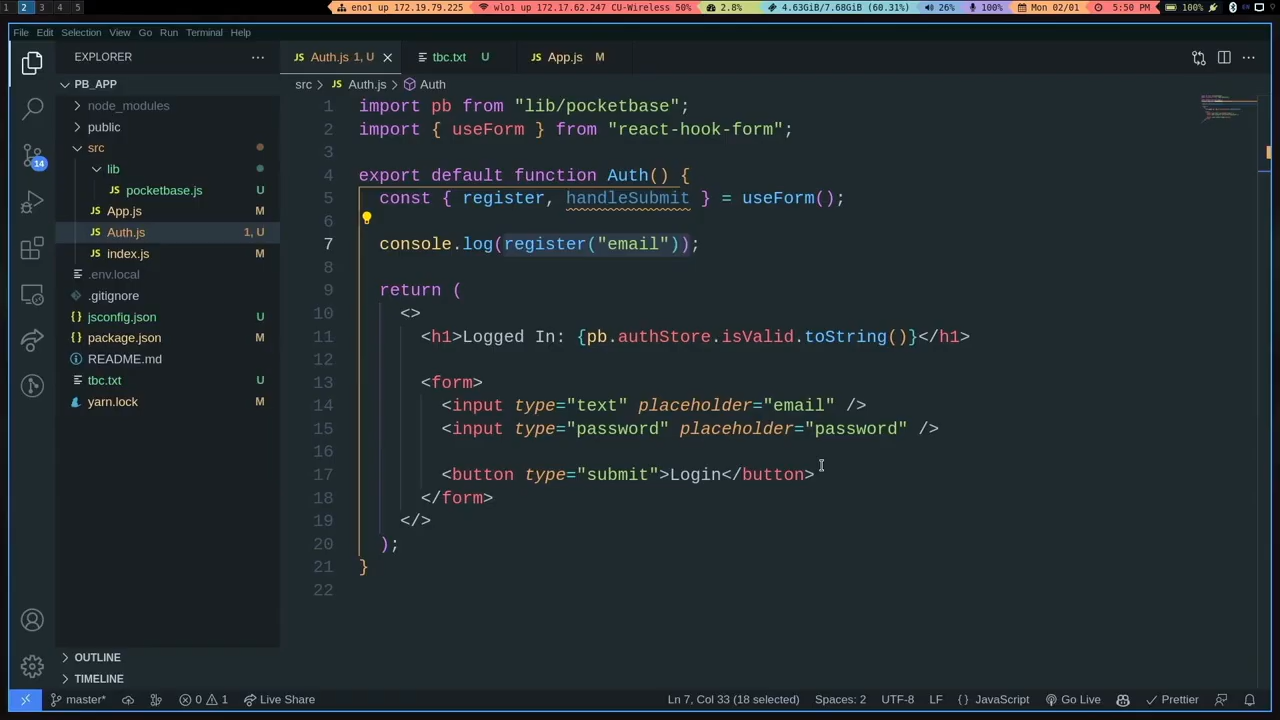 1 2 3 4 5 eno1 up 172.19.79.225 wlo1 up 172.17.62.247 CU-Wireless 50% 2.8% 4.63GiB/7.68GiB (60.31%) 26% 100% Mon 02/01 5:50 PM 100%
File Edit Selection View Go Run Terminal Help
EXPLORER ··· JS Auth.js 1, U tbc.txt U JS App.js M
PB_APP
src > JS Auth.js > Auth
node_modules
public
src
lib
pocketbase.js U
JS App.js M
JS Auth.js 1, U
JS index.js M
.env.local
.gitignore
{} jsconfig.json U
{} package.json M
README.md
tbc.txt U
yarn.lock M
14
OUTLINE
TIMELINE
1 import pb from "lib/pocketbase";
2 import { useForm } from "react-hook-form";
3
4 export default function Auth() {
5 const { register, handleSubmit } = useForm();
6
7 console.log(register("email"));
8
9 return (
10 <>
11 <h1>Logged In: {pb.authStore.isValid.toString()}</h1>
12
13 <form>
14 <input type="text" placeholder="email" />
15 <input type="password" placeholder="password" />
16
17 <button type="submit">Login</button>
18 </form>
19 </>
20 );
21 }
22
master* 0 1 Live Share Ln 7, Col 33 (18 selected) Spaces: 2 UTF-8 LF {} JavaScript Go Live Prettier